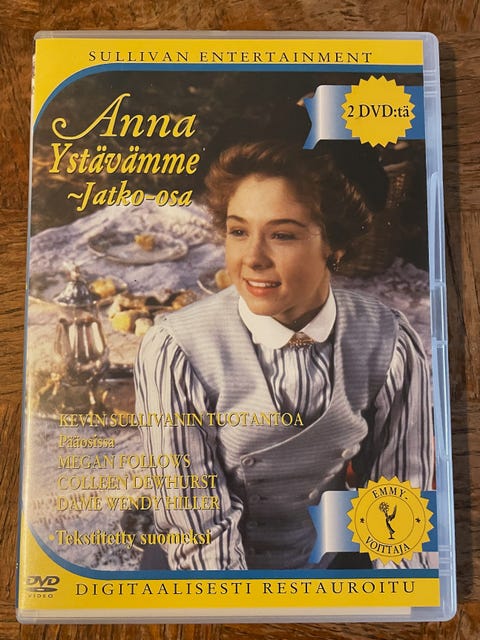 SULLIVAN ENTERTAINMENT
2 DVD:tä
Anna
Ystävämme
~Jatko-osa
KEVIN SULLIVANIN TUOTANTOA
Pääosissa
MEGAN FOLLOWS
COLLEEN DEWHURST
DAME WENDY HILLER
•Tekstitetty suomeksi
EMMY-
VOITTAJA
DVD
VIDEO
DIGITAALISESTI RESTAUROITU